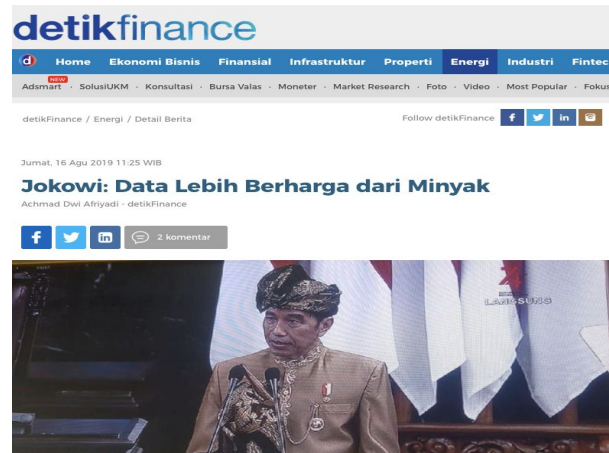 detikfinance
d Home Ekonomi Bisnis Finansial Infrastruktur Properti Energi Industri Fintec
NEW
Adsmart · SolusiUKM · Konsultasi · Bursa Valas · Moneter · Market Research · Foto · Video · Most Popular · Fokus
detikFinance / Energi / Detail Berita Follow detikFinance f in
Jumat, 16 Agu 2019 11:25 WIB
Jokowi: Data Lebih Berharga dari Minyak
Achmad Dwi Afriyadi - detikFinance
f in 2 komentar
LANGSUNG